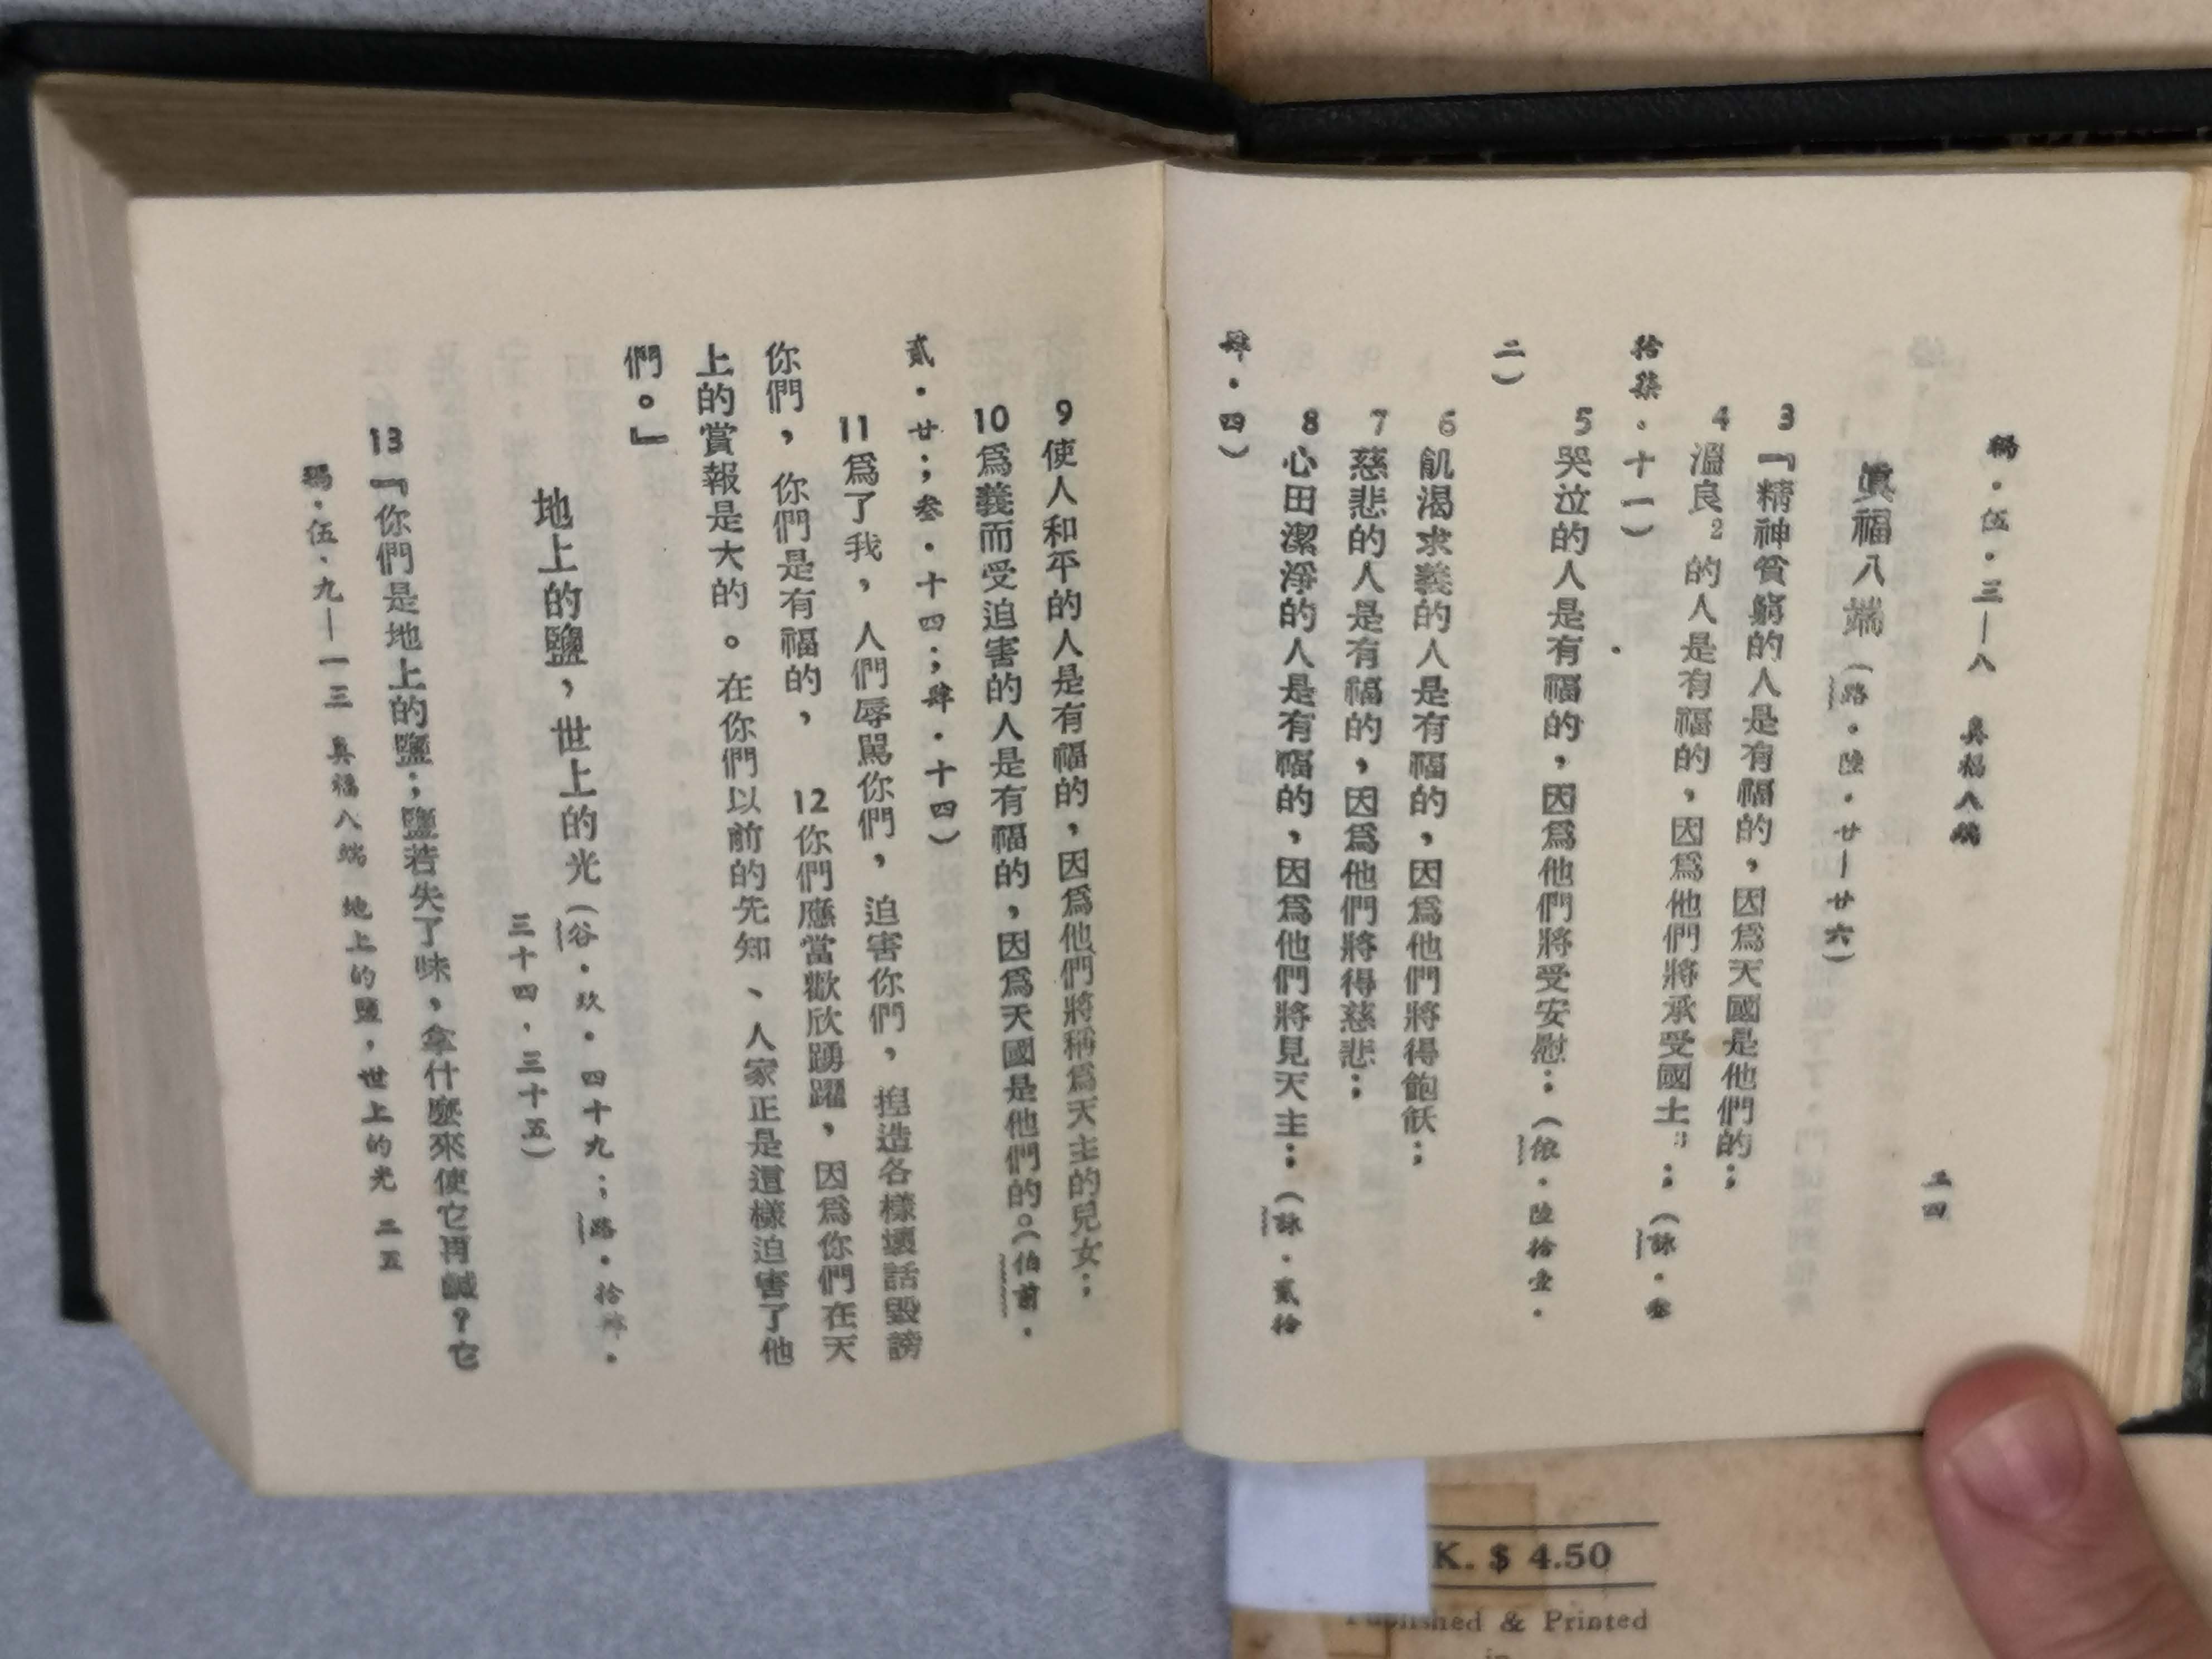 瑪．伍．三—八　眞福八端　二四
眞福八端（路．陸．廿—廿六）
3『精神貧窮的人是有福的，因爲天國是他們的；
4溫良2的人是有福的，因爲他們將承受國土3；（詠．叁
拾柒．十一）
5哭泣的人是有福的，因爲他們將受安慰；（依．陸拾壹．
二）
6飢渴求義的人是有福的，因爲他們將得飽飫；
7慈悲的人是有福的，因爲他們將得慈悲；
8心田潔淨的人是有福的，因爲他們將見天主；（詠．貳拾
肆．四）
9使人和平的人是有福的，因爲他們將稱爲天主的兒女；
10爲義而受迫害的人是有福的，因爲天國是他們的。（伯前．
貳．廿；叁．十四；肆．十四）
11爲了我，人們辱罵你們，迫害你們，揑造各樣壞話毀謗
你們，你們是有福的，12你們應當歡欣踴躍，因爲你們在天
上的賞報是大的。在你們以前的先知、人家正是這樣迫害了他
們。』
地上的鹽，世上的光（谷．玖．四十九；路．拾肆．
三十四，三十五）
13『你們是地上的鹽；鹽若失了味，拿什麼來使它再鹹？它
瑪．伍．九—一三　眞福八端　地上的鹽，世上的光　二五
K. $ 4.50
Published & Printed
in